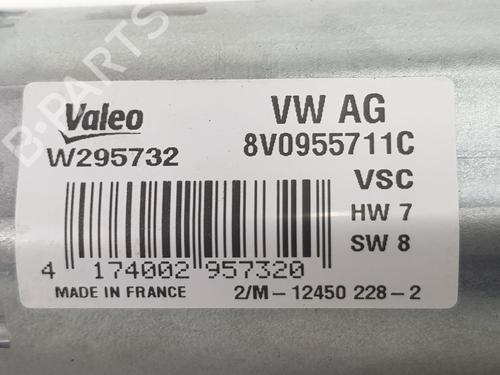 B-PARTS
Valeo
VW AG
W295732
8V0955711C
VSC
HW 7
SW 8
4 174002 957320
MADE IN FRANCE
2/M-12450 228-2